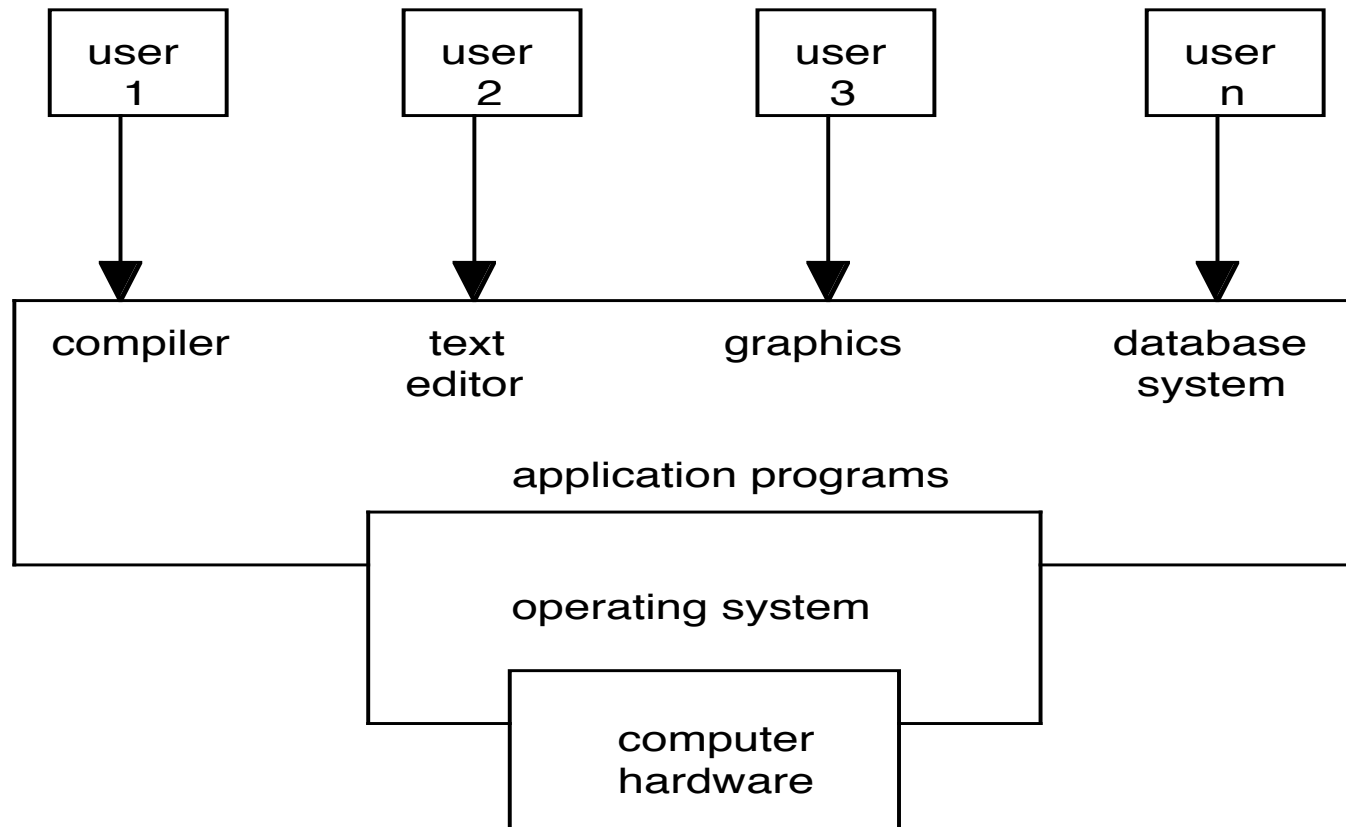 user
1
user
2
user
3
user
n
compiler
text
editor
graphics
database
system
application programs
operating system
computer
hardware